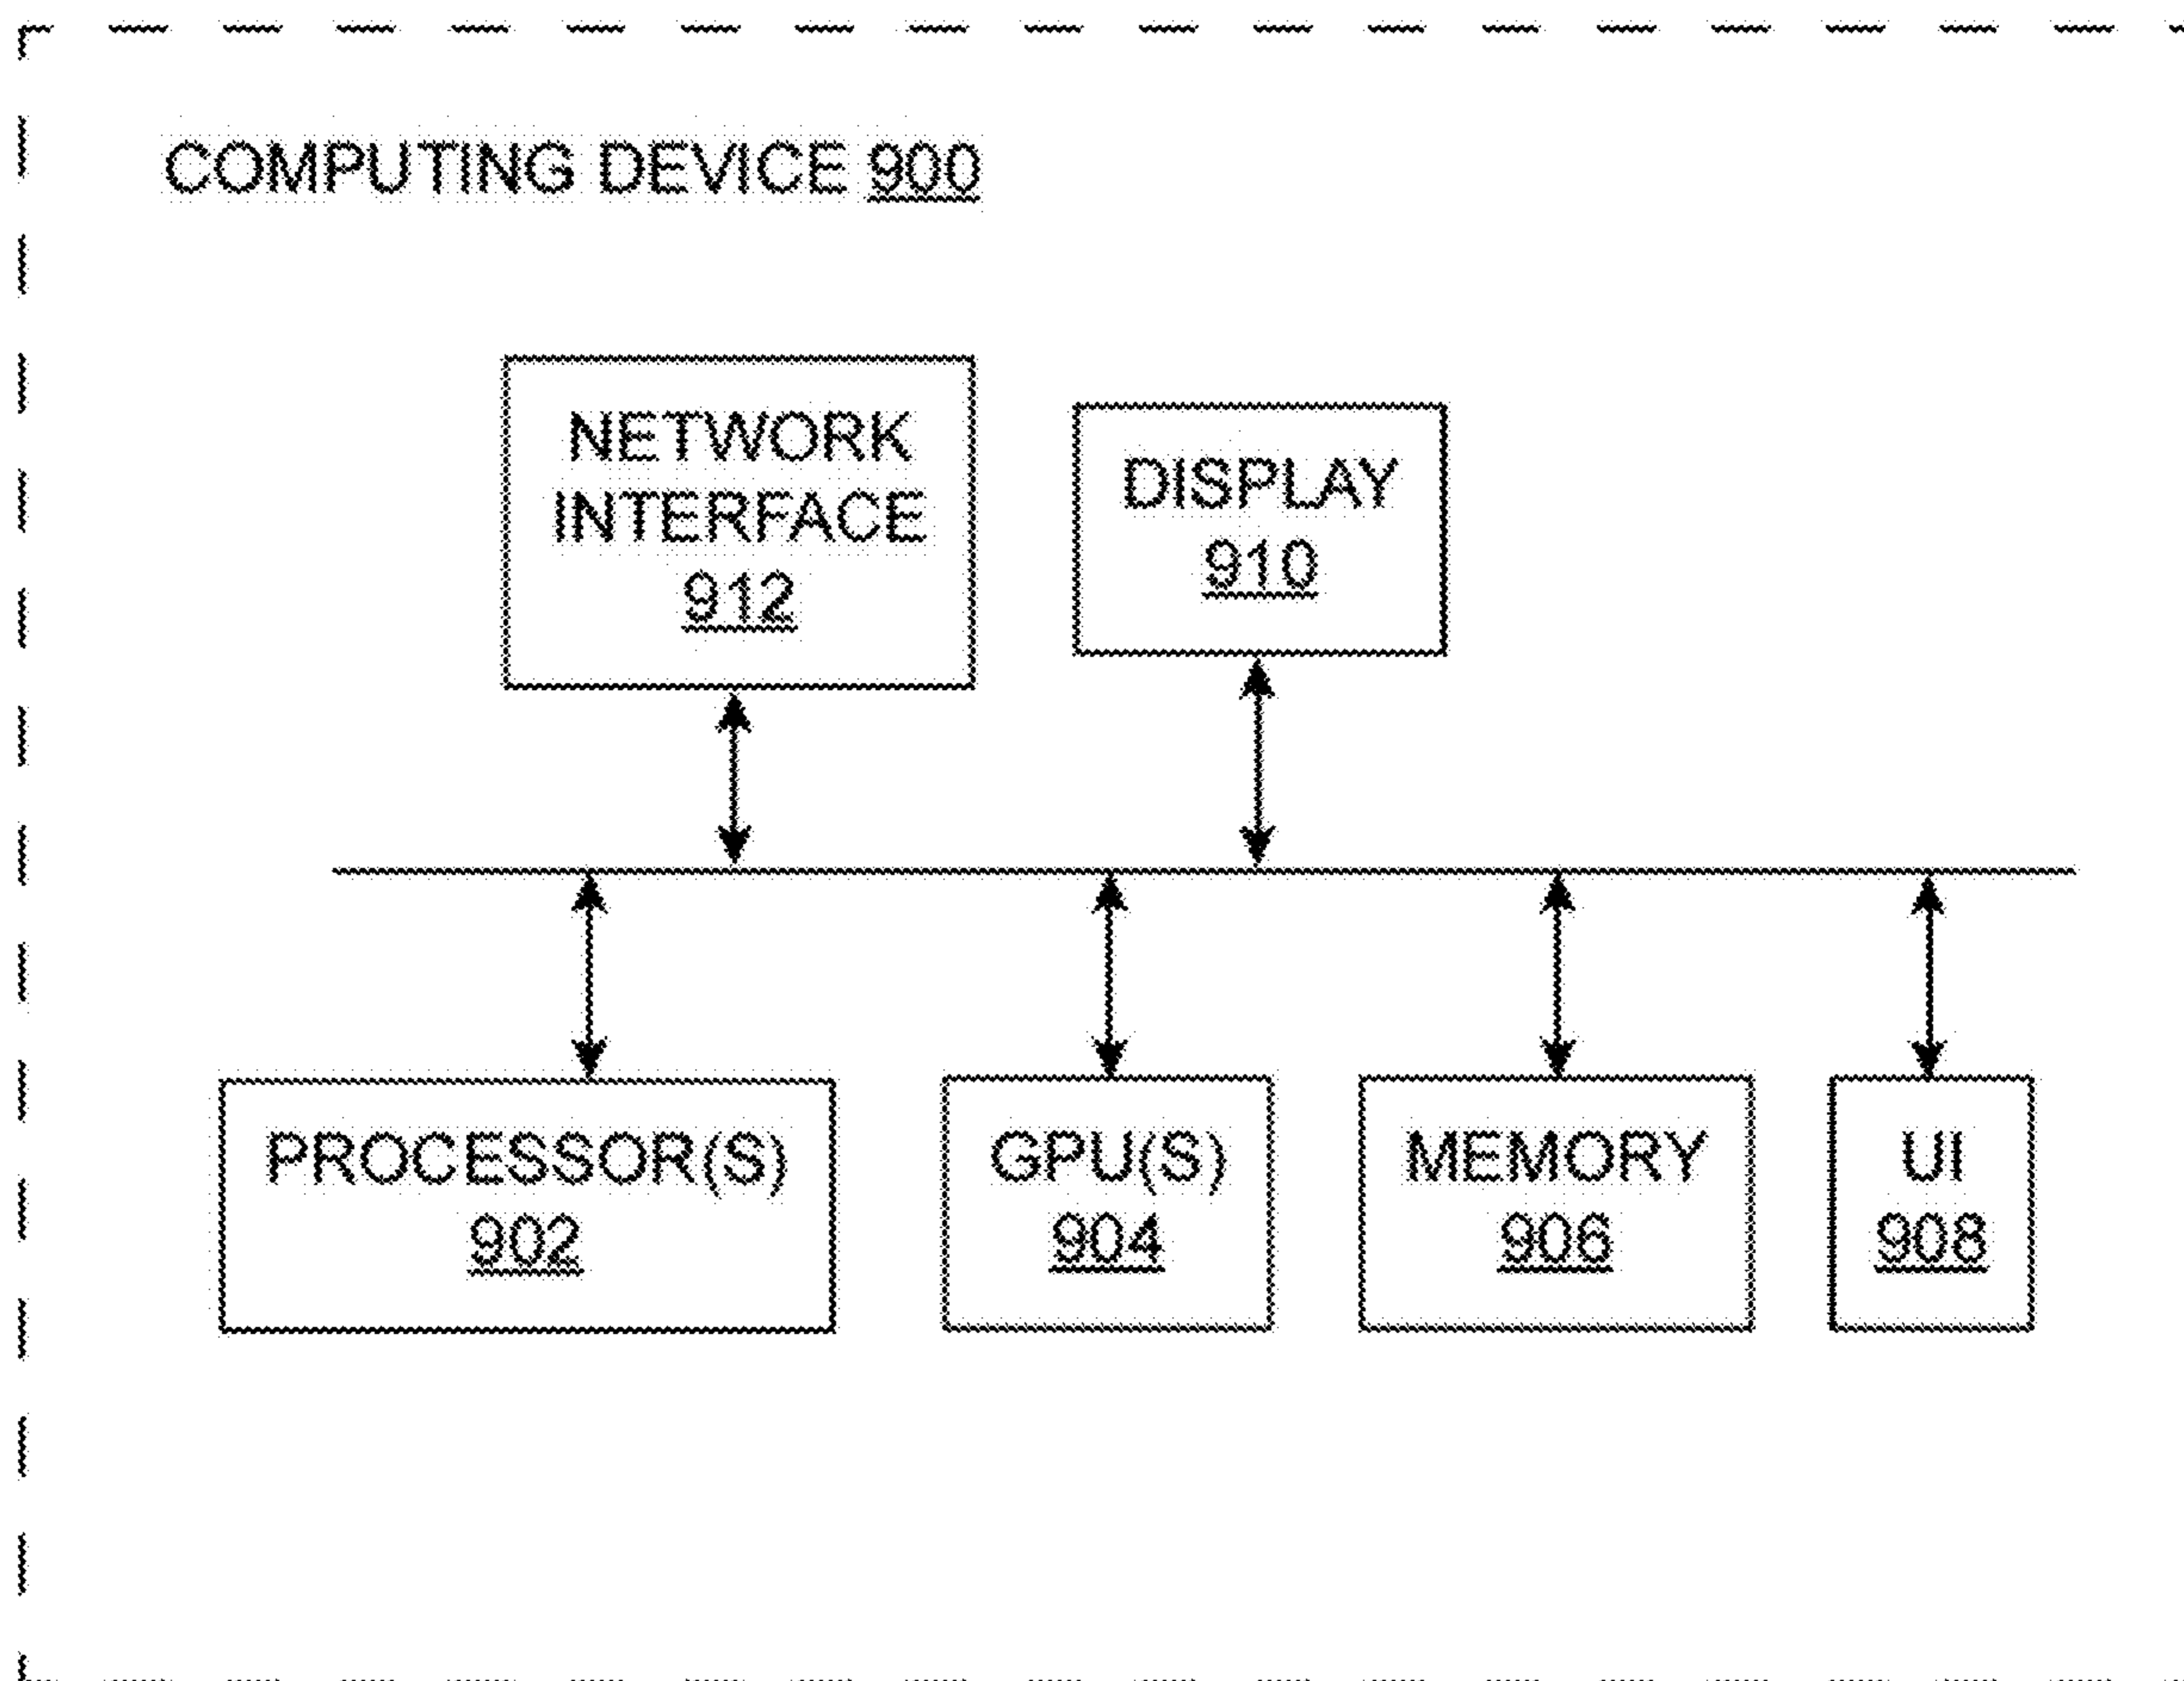 COMPUTING DEVICE 900
NETWORK
INTERFACE
912
DISPLAY
910
PROCESSOR(S)
902
GPU(S)
904
MEMORY
906
UI
908